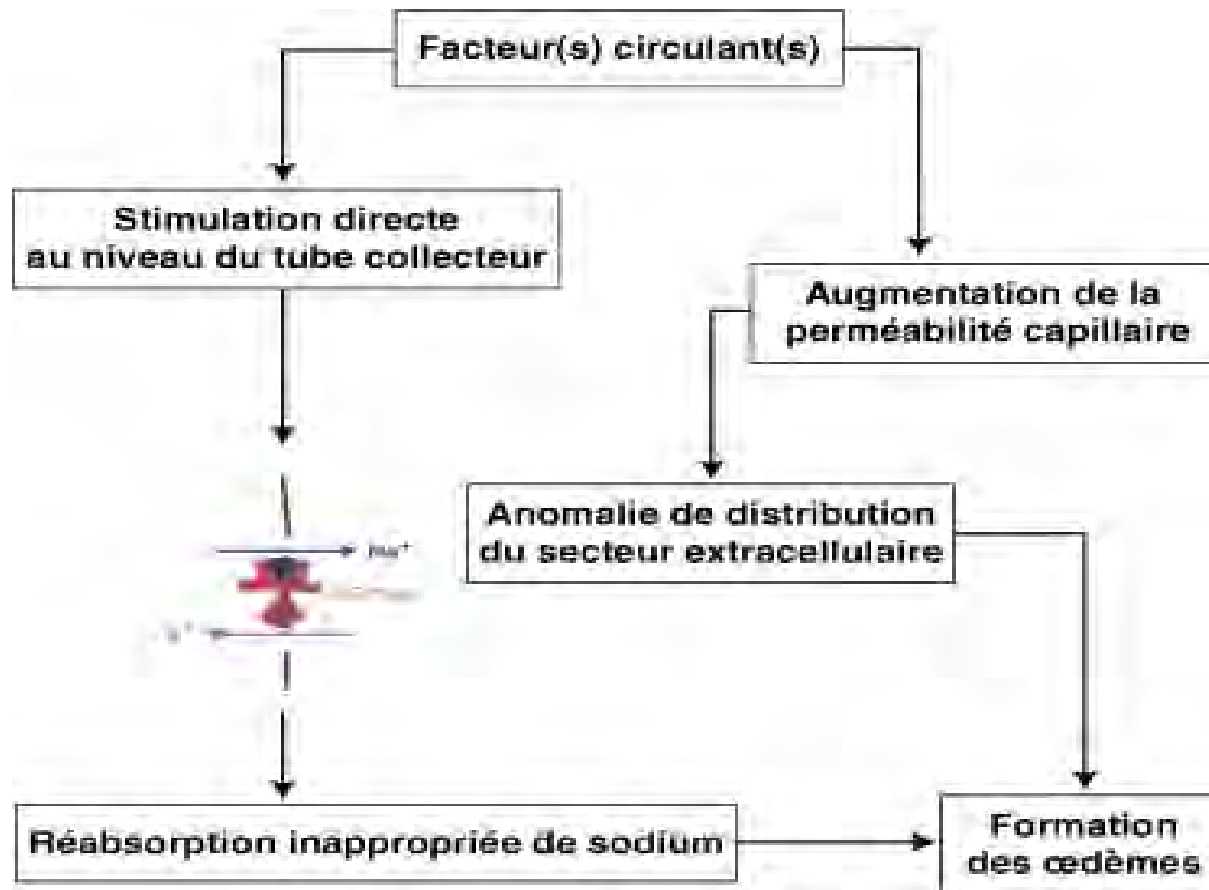 Facteur(s) circulant(s)
Stimulation directe
au niveau du tube collecteur
Augmentation de la
perméabilité capillaire
Anomalie de distribution
du secteur extracellulaire
Na⁺
Réabsorption inappropriée de sodium
Formation
des œdèmes